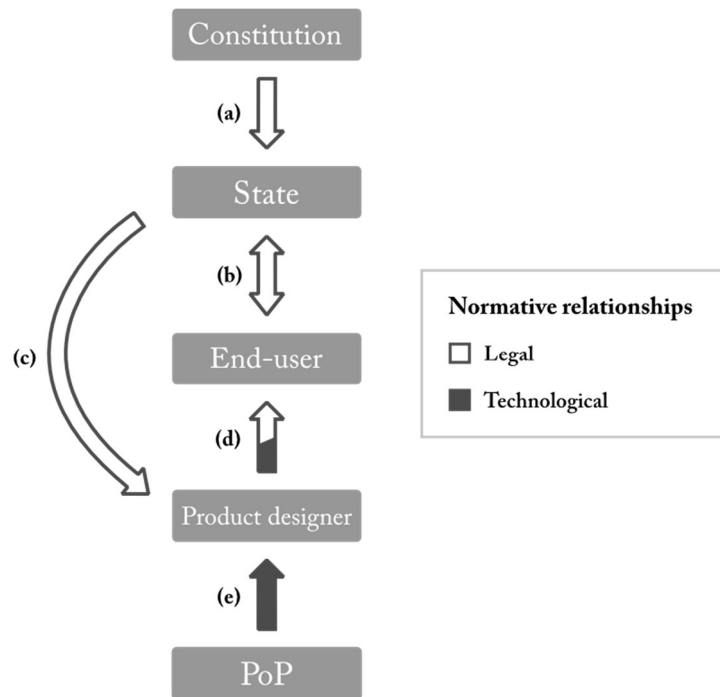 Constitution
(a)
State
(b)
Normative relationships
Legal
Technological
(c)
End-user
(d)
Product designer
(e)
PoP